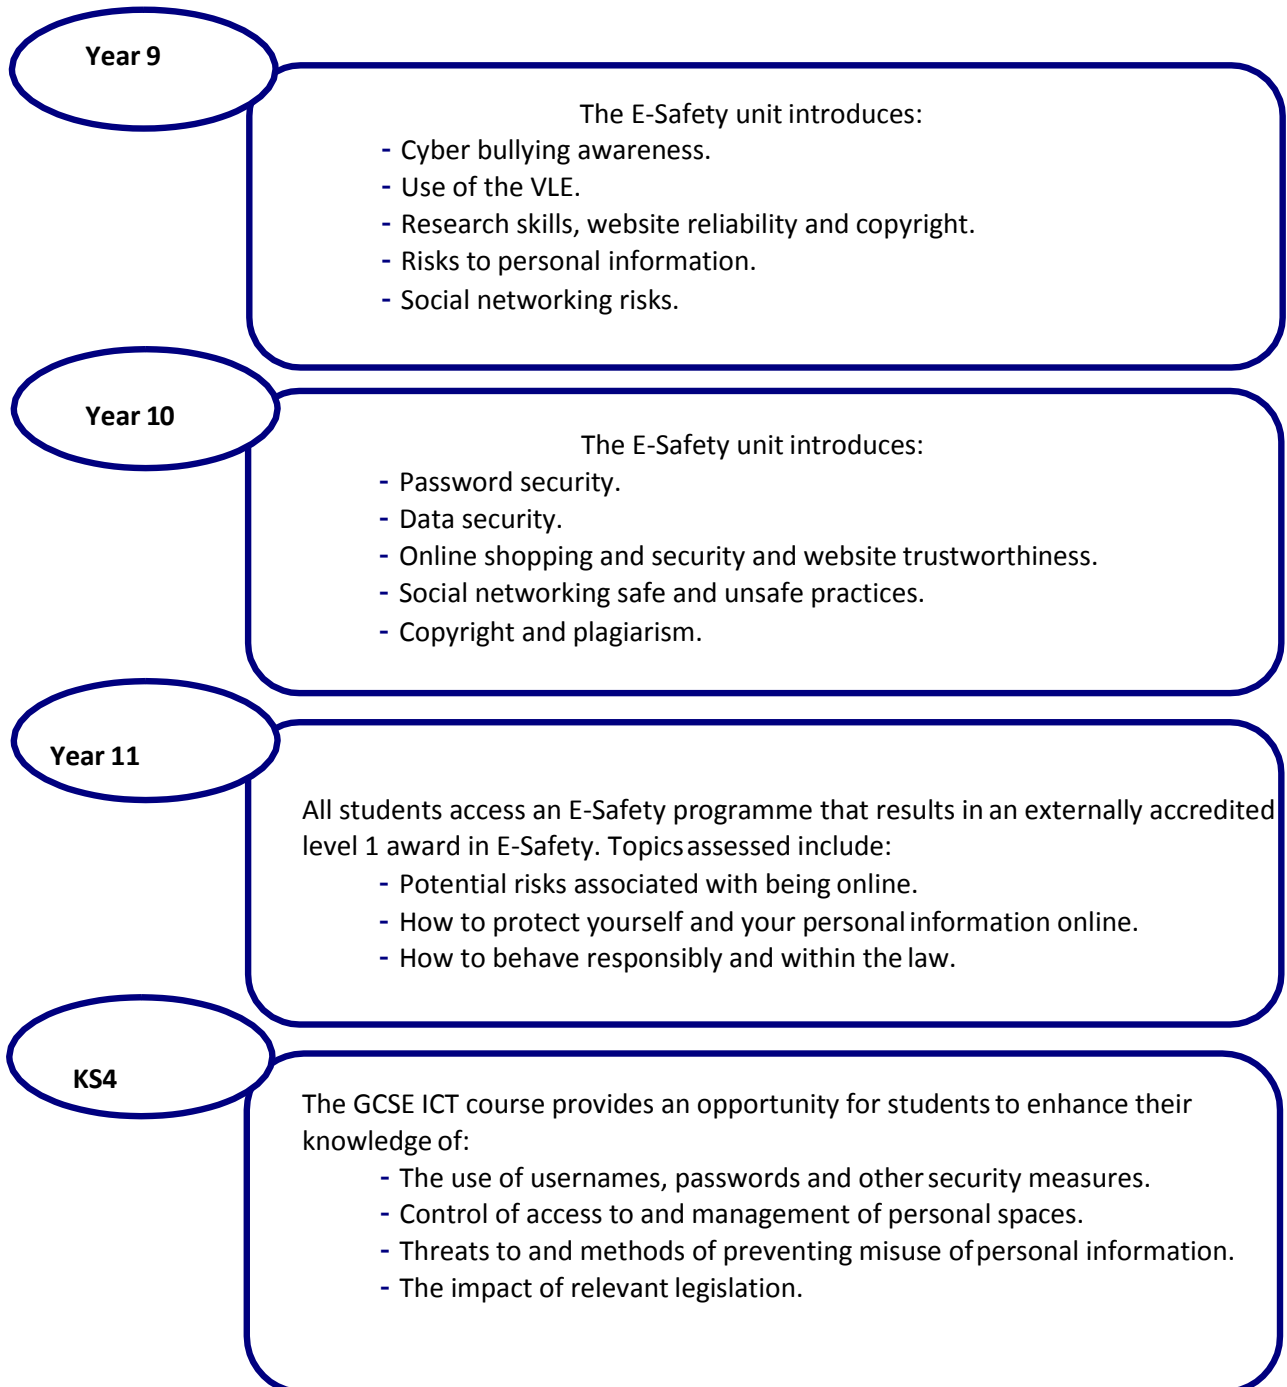 Year 9
The E-Safety unit introduces:
- Cyber bullying awareness.
- Use of the VLE.
- Research skills, website reliability and copyright.
- Risks to personal information.
- Social networking risks.
Year 10
The E-Safety unit introduces:
- Password security.
- Data security.
- Online shopping and security and website trustworthiness.
- Social networking safe and unsafe practices.
- Copyright and plagiarism.
Year 11
All students access an E-Safety programme that results in an externally accredited
level 1 award in E-Safety. Topics assessed include:
- Potential risks associated with being online.
- How to protect yourself and your personal information online.
- How to behave responsibly and within the law.
KS4
The GCSE ICT course provides an opportunity for students to enhance their
knowledge of:
- The use of usernames, passwords and other security measures.
- Control of access to and management of personal spaces.
- Threats to and methods of preventing misuse of personal information.
- The impact of relevant legislation.